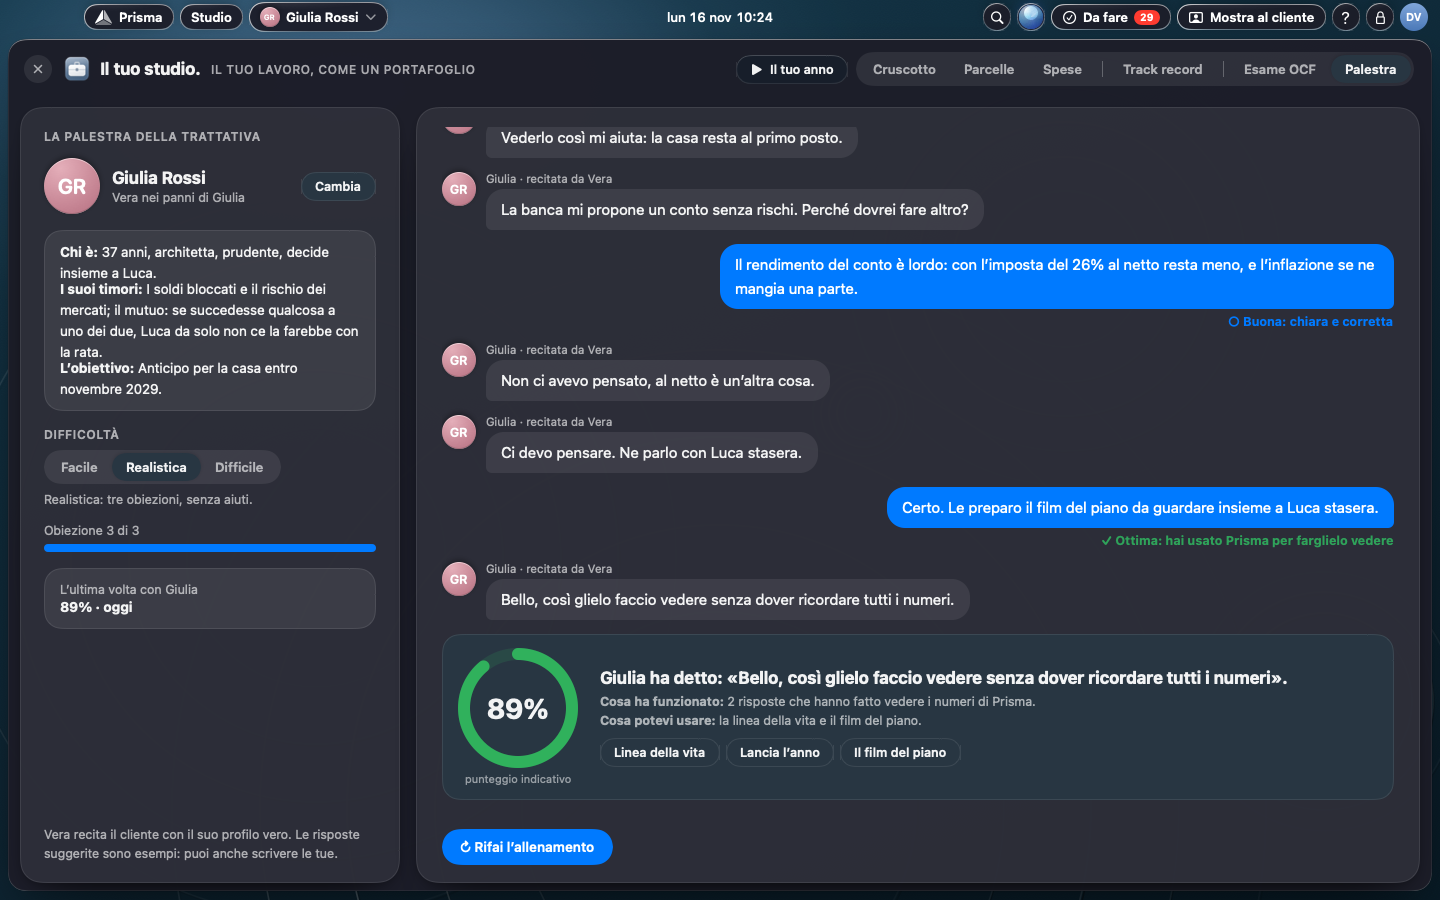 Prisma
Studio
GR Giulia Rossi
lun 16 nov 10:24
Da fare 29
Mostra al cliente
?
DV
Il tuo studio. IL TUO LAVORO, COME UN PORTAFOGLIO
Il tuo anno
Cruscotto
Parcelle
Spese
Track record
Esame OCF
Palestra
LA PALESTRA DELLA TRATTATIVA
GR
Giulia Rossi
Vera nei panni di Giulia
Cambia
Chi è: 37 anni, architetta, prudente, decide
insieme a Luca.
I suoi timori: I soldi bloccati e il rischio dei
mercati; il mutuo: se succedesse qualcosa a
uno dei due, Luca da solo non ce la farebbe con
la rata.
L'obiettivo: Anticipo per la casa entro
novembre 2029.
DIFFICOLTÀ
Facile
Realistica
Difficile
Realistica: tre obiezioni, senza aiuti.
Obiezione 3 di 3
L'ultima volta con Giulia
89% · oggi
Vera recita il cliente con il suo profilo vero. Le risposte
suggerite sono esempi: puoi anche scrivere le tue.
Vederlo così mi aiuta: la casa resta al primo posto.
Giulia · recitata da Vera
GR
La banca mi propone un conto senza rischi. Perché dovrei fare altro?
Il rendimento del conto è lordo: con l'imposta del 26% al netto resta meno, e l'inflazione se ne
mangia una parte.
Buona: chiara e corretta
Giulia · recitata da Vera
GR
Non ci avevo pensato, al netto è un'altra cosa.
Giulia · recitata da Vera
GR
Ci devo pensare. Ne parlo con Luca stasera.
Certo. Le preparo il film del piano da guardare insieme a Luca stasera.
✓ Ottima: hai usato Prisma per farglielo vedere
Giulia · recitata da Vera
GR
Bello, così glielo faccio vedere senza dover ricordare tutti i numeri.
89%
punteggio indicativo
Giulia ha detto: «Bello, così glielo faccio vedere senza dover ricordare tutti i numeri».
Cosa ha funzionato: 2 risposte che hanno fatto vedere i numeri di Prisma.
Cosa potevi usare: la linea della vita e il film del piano.
Linea della vita
Lancia l'anno
Il film del piano
Rifai l'allenamento